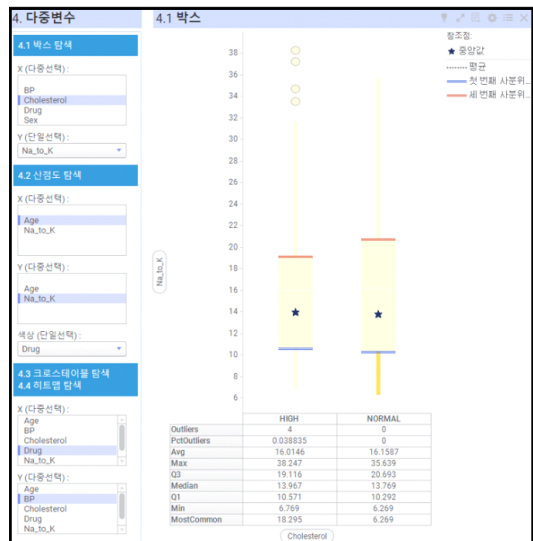 4. 다중변수
4.1 박스 탐색
X (다중선택) :
BP
Cholesterol
Drug
Sex
Y (단일선택) :
Na_to_K
4.2 산점도 탐색
X (다중선택) :
Age
Na_to_K
Y (다중선택) :
Age
Na_to_K
색상 (단일선택) :
Drug
4.3 크로스테이블 탐색
4.4 히트맵 탐색
X (다중선택) :
Age
BP
Cholesterol
Drug
Na_to_K
Y (다중선택) :
Age
BP
Cholesterol
Drug
Na_to_K
4.1 박스
참조점:
중앙값
평균
첫 번째 사분위...
세 번째 사분위...
38
36
34
32
30
28
26
24
22
20
18
16
14
12
10
8
6
Na_to_K
HIGH NORMAL
Outliers 4 0
PctOutliers 0.038835 0
Avg 16.0146 16.1587
Max 38.247 35.639
Q3 19.116 20.693
Median 13.967 13.769
Q1 10.571 10.292
Min 6.769 6.269
MostCommon 18.295 6.269
Cholesterol